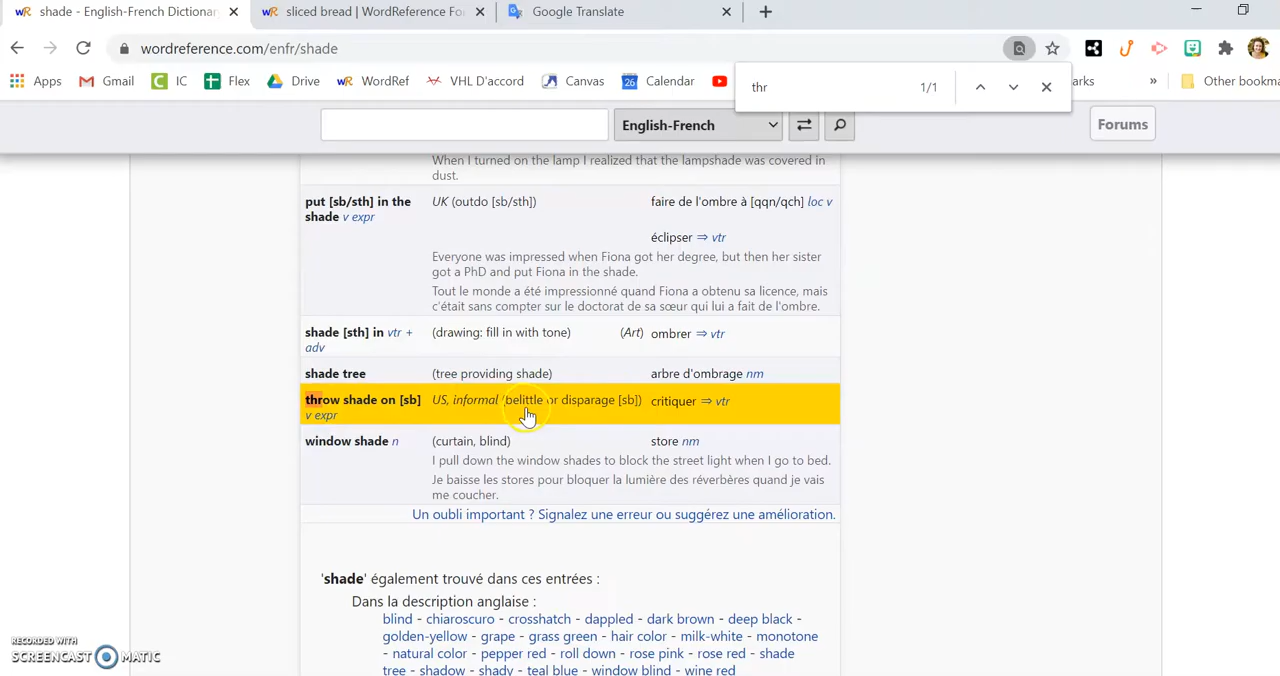 shade - English-French Dictionary
sliced bread | WordReference Fo
Google Translate
wordreference.com/enfr/shade
Apps
Gmail
IC
Flex
Drive
WordRef
VHL D'accord
Canvas
Calendar
arks
»
Other bookma
thr
1/1
English-French
Forums
When I turned on the lamp I realized that the lampshade was covered in
dust.
put [sb/sth] in the
shade v expr
UK (outdo [sb/sth])
faire de l'ombre à [qqn/qch] loc v
éclipser ⇒ vtr
Everyone was impressed when Fiona got her degree, but then her sister
got a PhD and put Fiona in the shade.
Tout le monde a été impressionné quand Fiona a obtenu sa licence, mais
c'était sans compter sur le doctorat de sa sœur qui lui a fait de l'ombre.
shade [sth] in vtr +
adv
(drawing: fill in with tone)
(Art)
ombrer ⇒ vtr
shade tree
(tree providing shade)
arbre d'ombrage nm
throw shade on [sb]
v expr
US, informal (belittle or disparage [sb])
critiquer ⇒ vtr
window shade n
(curtain, blind)
store nm
I pull down the window shades to block the street light when I go to bed.
Je baisse les stores pour bloquer la lumière des réverbères quand je vais
me coucher.
Un oubli important ? Signalez une erreur ou suggérez une amélioration.
'shade' également trouvé dans ces entrées :
Dans la description anglaise :
blind - chiaroscuro - crosshatch - dappled - dark brown - deep black -
golden-yellow - grape - grass green - hair color - milk-white - monotone
- natural color - pepper red - roll down - rose pink - rose red - shade
tree - shadow - shady - teal blue - window blind - wine red
RECORDED WITH
SCREENCAST MATIC